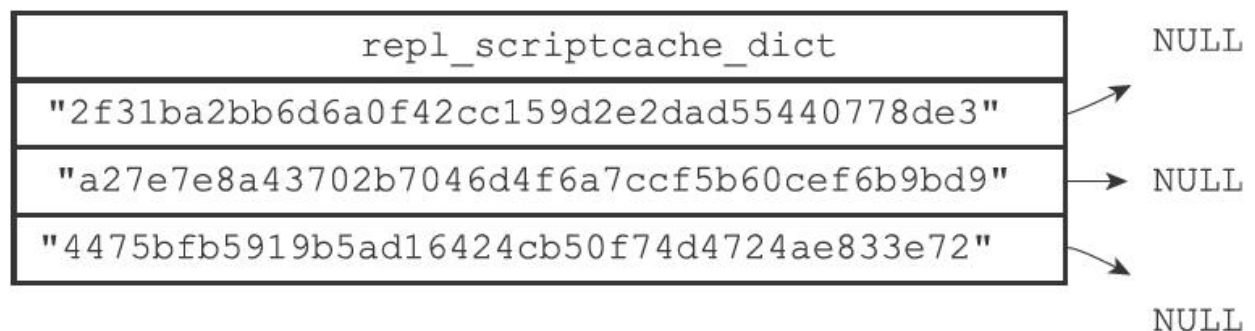 repl_scriptcache_dict
NULL
"2f31ba2bb6d6a0f42cc159d2e2dad55440778de3"
"a27e7e8a43702b7046d4f6a7ccf5b60cef6b9bd9"
NULL
"4475bfb5919b5ad16424cb50f74d4724ae833e72"
NULL